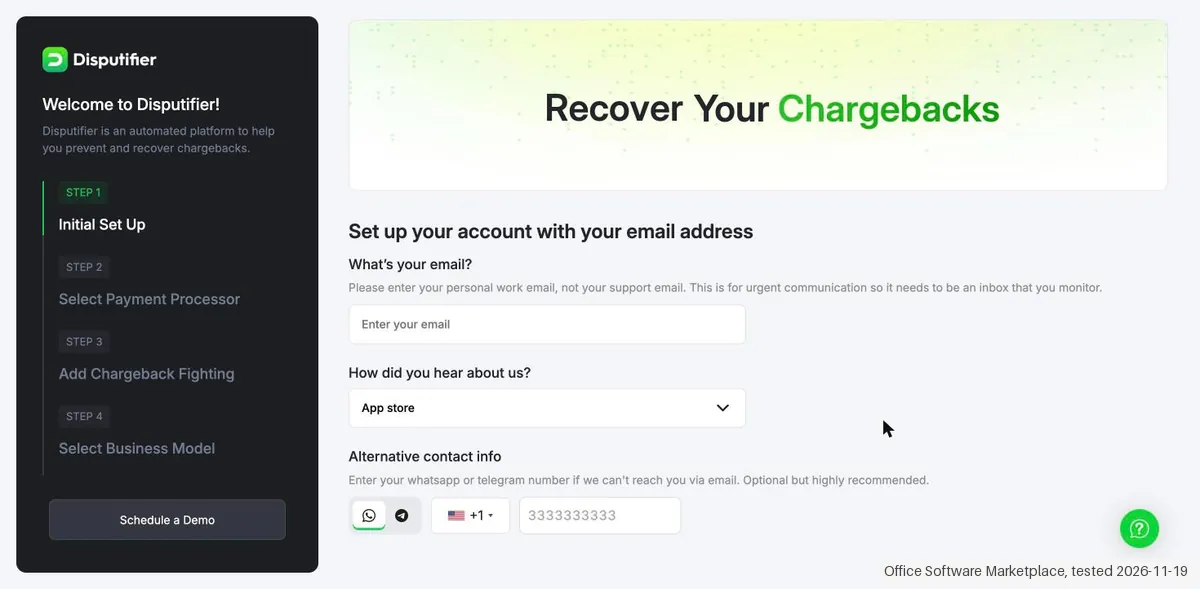 Disputifier
Welcome to Disputifier!
Disputifier is an automated platform to help
you prevent and recover chargebacks.
STEP 1
Initial Set Up
STEP 2
Select Payment Processor
STEP 3
Add Chargeback Fighting
STEP 4
Select Business Model
Schedule a Demo
Recover Your Chargebacks
Set up your account with your email address
What's your email?
Please enter your personal work email, not your support email. This is for urgent communication so it needs to be an inbox that you monitor.
Enter your email
How did you hear about us?
App store
Alternative contact info
Enter your whatsapp or telegram number if we can't reach you via email. Optional but highly recommended.
+1
3333333333
Office Software Marketplace, tested 2026-11-19